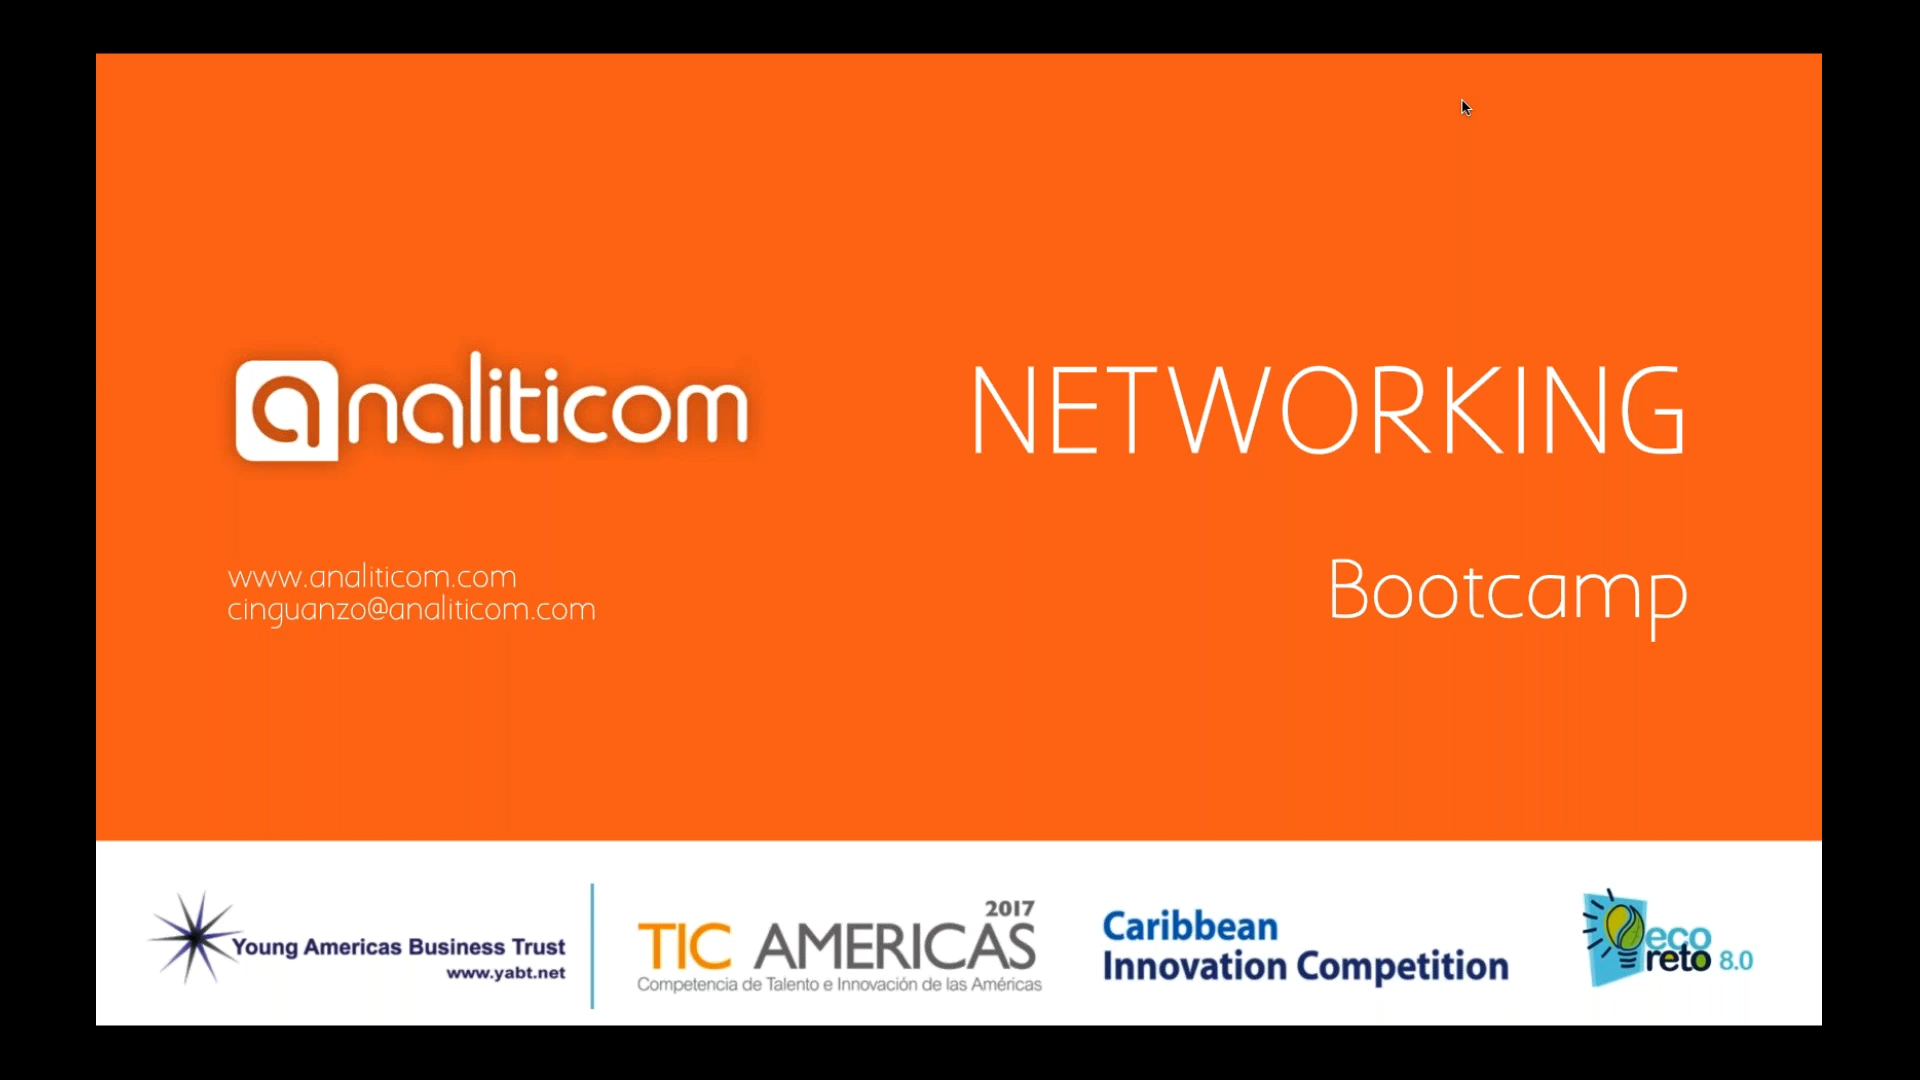 analiticom
NETWORKING
www.analiticom.com
cinguanzo@analiticom.com
Bootcamp
Young Americas Business Trust
www.yabt.net
2017
TIC AMERICAS
Competencia de Talento e Innovación de las Américas
Caribbean
Innovation Competition
eco
reto 8.0